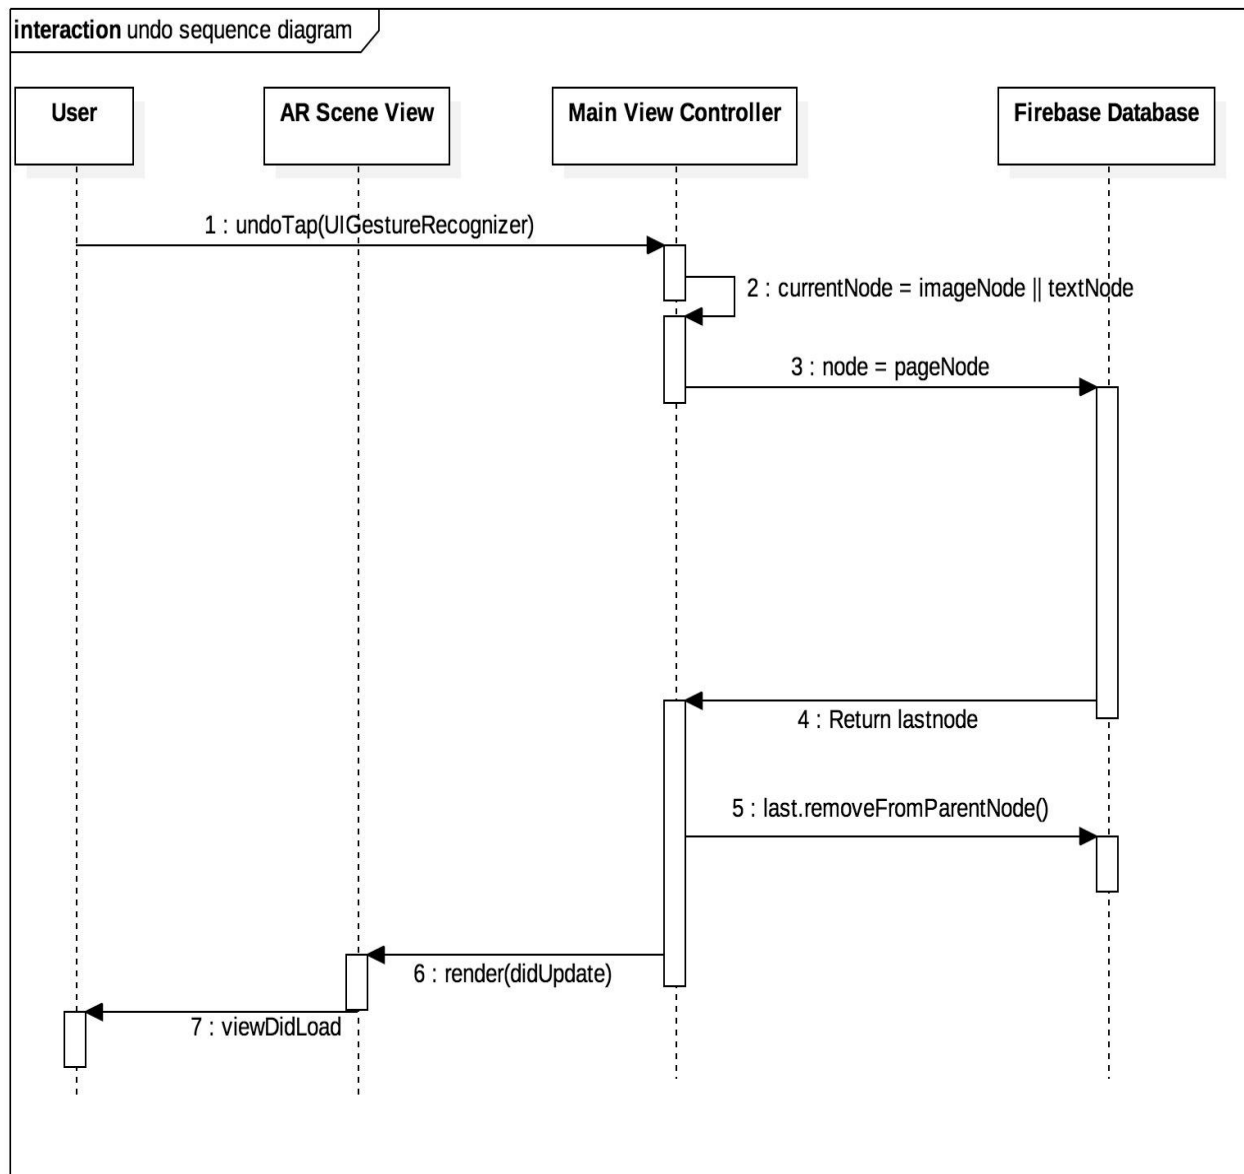 interaction undo sequence diagram
User
AR Scene View
Main View Controller
Firebase Database
1 : undoTap(UIGestureRecognizer)
2 : currentNode = imageNode || textNode
3 : node = pageNode
4 : Return lastnode
5 : last.removeFromParentNode()
6 : render(didUpdate)
7 : viewDidLoad